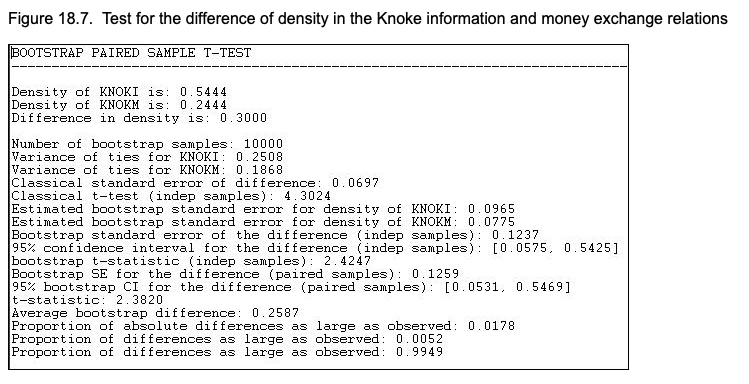 Figure 18.7. Test for the difference of density in the Knoke information and money exchange relations
BOOTSTRAP PAIRED SAMPLE T-TEST
--------------------------------------------------------------------------------
Density of KNOKI is: 0.5444
Density of KNOKM is: 0.2444
Difference in density is: 0.3000
Number of bootstrap samples: 10000
Variance of ties for KNOKI: 0.2508
Variance of ties for KNOKM: 0.1868
Classical standard error of difference: 0.0697
Classical t-test (indep samples): 4.3024
Estimated bootstrap standard error for density of KNOKI: 0.0965
Estimated bootstrap standard error for density of KNOKM: 0.0775
Bootstrap standard error of the difference (indep samples): 0.1237
95% confidence interval for the difference (indep samples): [0.0575, 0.5425]
bootstrap t-statistic (indep samples): 2.4247
Bootstrap SE for the difference (paired samples): 0.1259
95% bootstrap CI for the difference (paired samples): [0.0531, 0.5469]
t-statistic: 2.3820
Average bootstrap difference: 0.2587
Proportion of absolute differences as large as observed: 0.0178
Proportion of differences as large as observed: 0.0052
Proportion of differences as large as observed: 0.9949